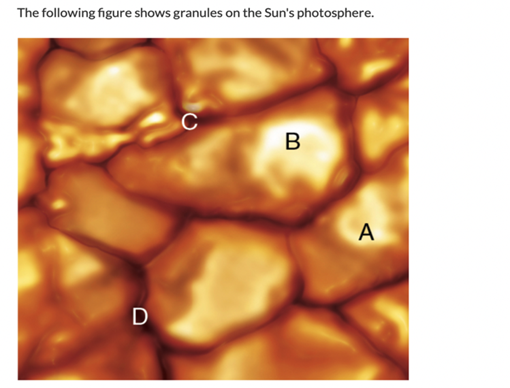 The following figure shows granules on the Sun's photosphere.
C
B
A
D